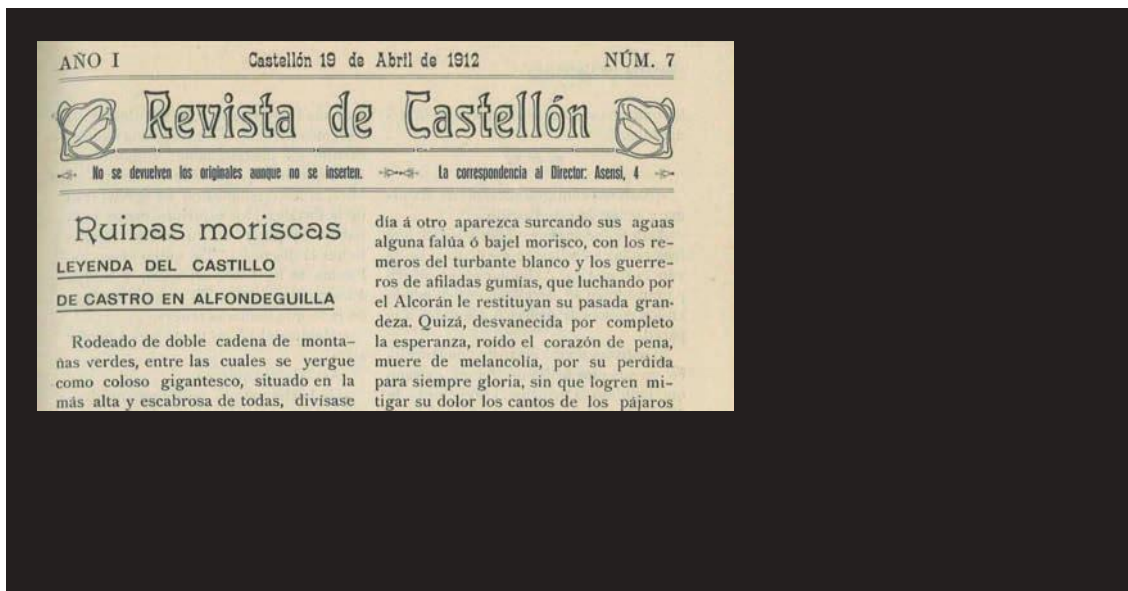 AÑO I Castellón 19 de Abril de 1912 NÚM. 7
Revista de Castellón
No se devuelven los originales aunque no se inserten. La correspondencia al Director: Asensi, 4
Ruinas moriscas
LEYENDA DEL CASTILLO
DE CASTRO EN ALFONDEGUILLA
Rodeado de doble cadena de monta-
ñas verdes, entre las cuales se yergue
como coloso gigantesco, situado en la
más alta y escabrosa de todas, divísase
día á otro aparezca surcando sus aguas
alguna falúa ó bajel morisco, con los re-
meros del turbante blanco y los guerre-
ros de afiladas gumías, que luchando por
el Alcorán le restituyan su pasada gran-
deza. Quizá, desvanecida por completo
la esperanza, roído el corazón de pena,
muere de melancolía, por su perdida
para siempre gloria, sin que logren mi-
tigar su dolor los cantos de los pájaros